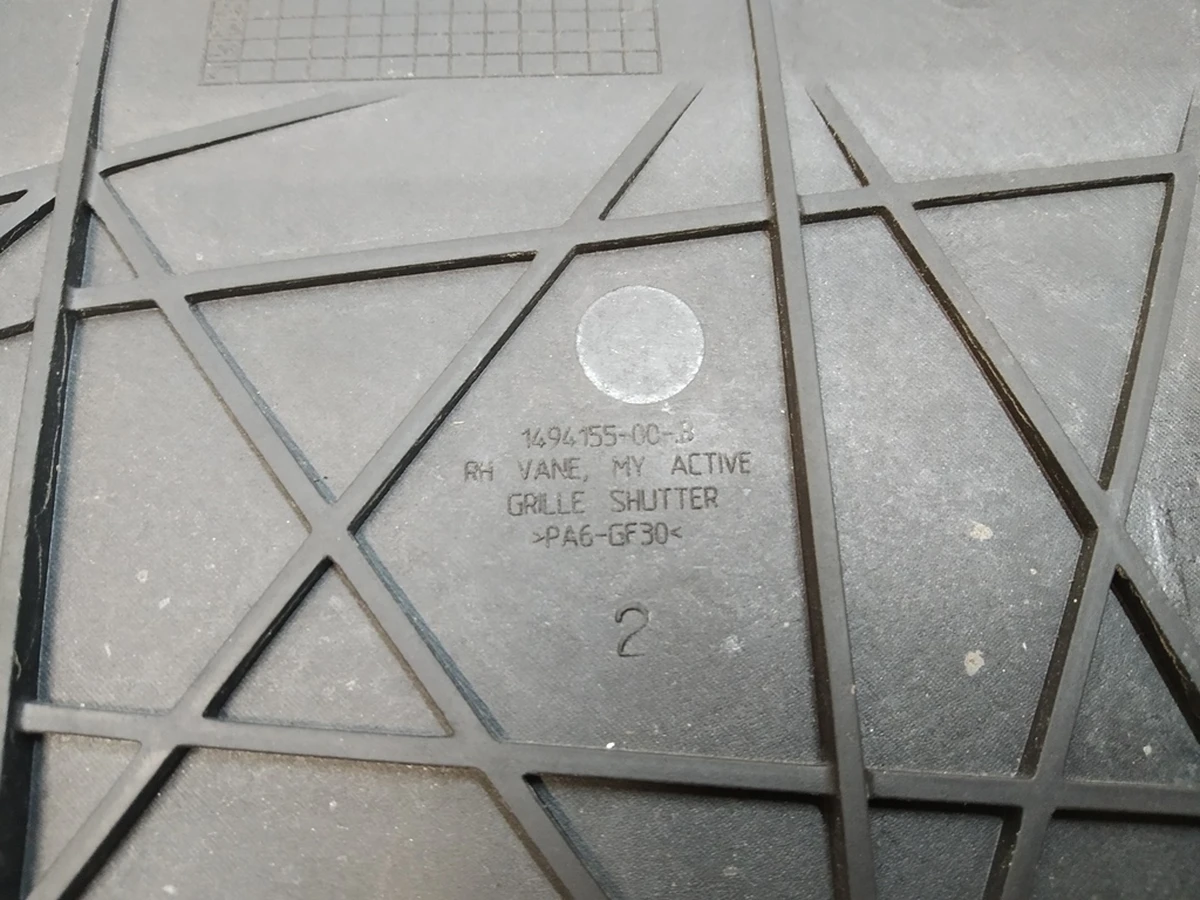 1494155-00-B
RH VANE, MY ACTIVE
GRILLE SHUTTER
>PA6-GF30<
2